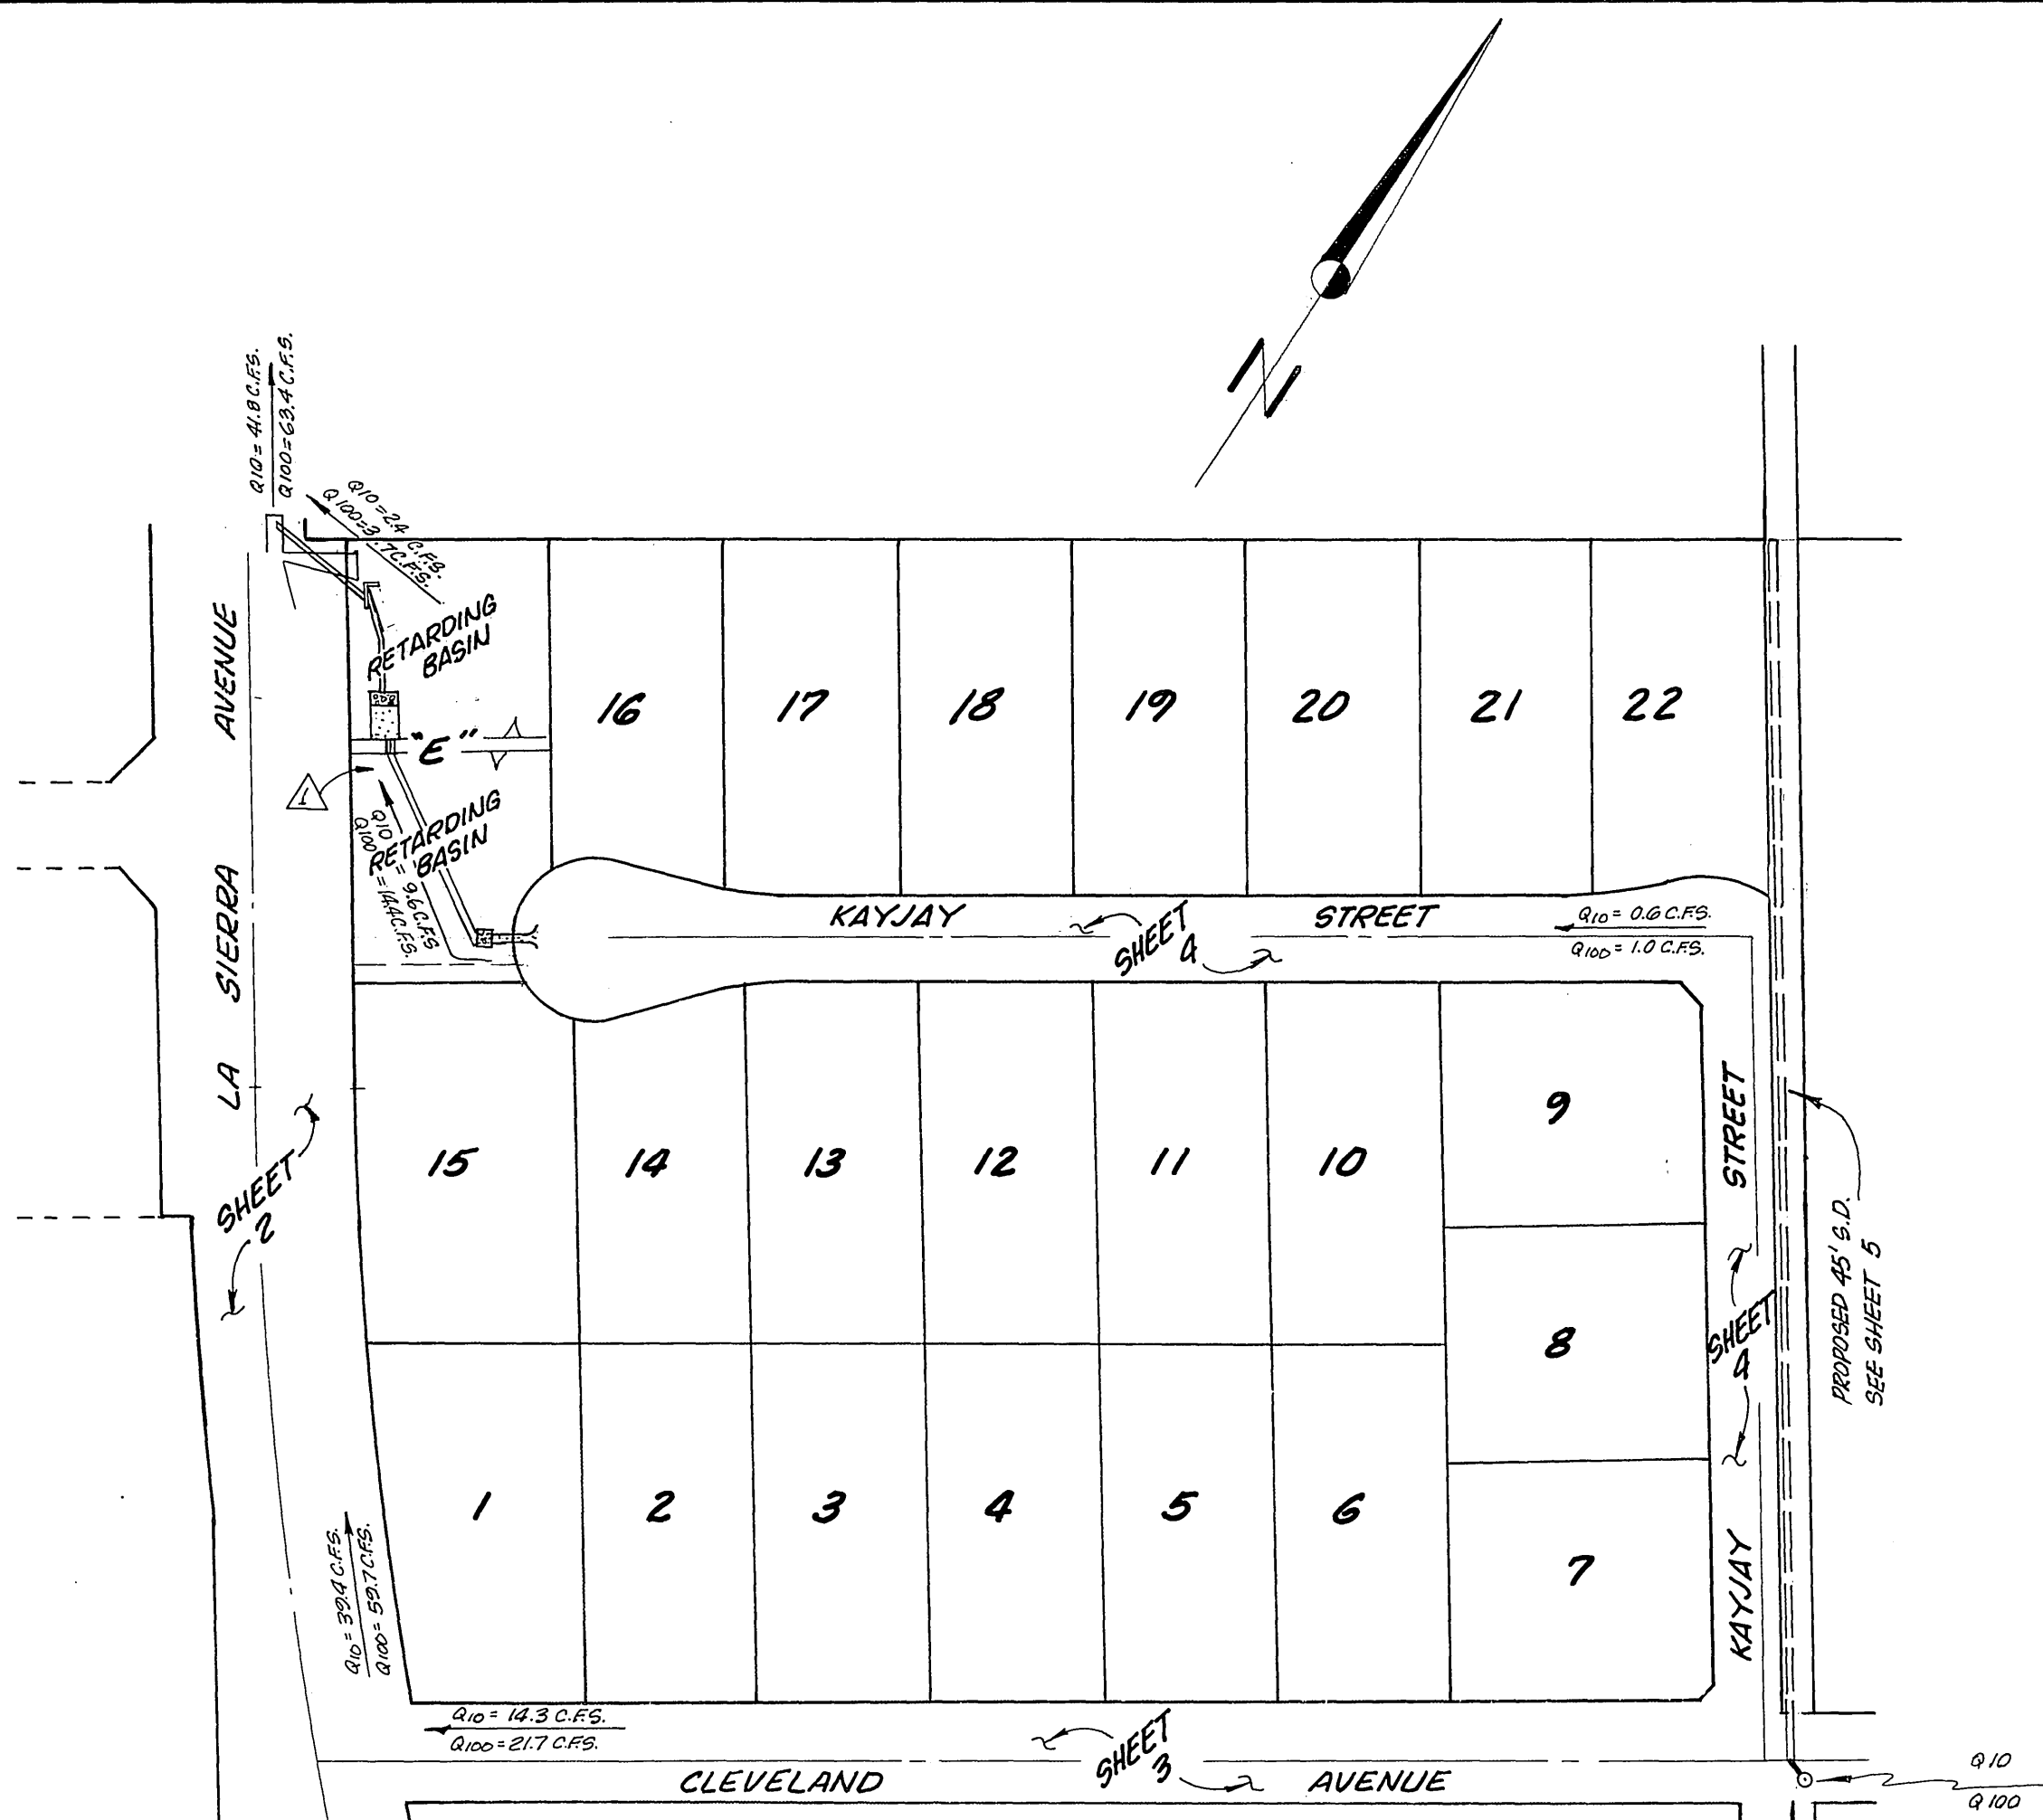 N
Q10 = 41.8 C.F.S.
Q100 = 63.4 C.F.S.
Q10 = 2.4 C.F.S.
Q100 = 3.7 C.F.S.
RETARDING
BASIN
"E"
1
RETARDING
BASIN
Q10 = 9.6 C.F.S.
Q100 = 14.4 C.F.S.
16
17
18
19
20
21
22
LA SIERRA AVENUE
KAYJAY STREET
SHEET
4
Q10 = 0.6 C.F.S.
Q100 = 1.0 C.F.S.
15
14
13
12
11
10
9
8
7
SHEET
2
KAYJAY STREET
SHEET
4
PROPOSED 45' S.D.
SEE SHEET 5
1
2
3
4
5
6
Q10 = 39.4 C.F.S.
Q100 = 59.7 C.F.S.
Q10 = 14.3 C.F.S.
Q100 = 21.7 C.F.S.
CLEVELAND AVENUE
SHEET
3
Q10
Q100